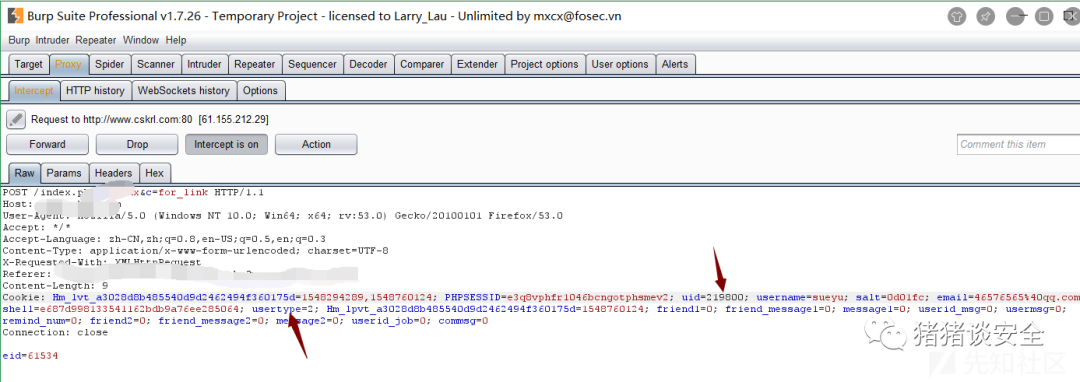 Burp Suite Professional v1.7.26 - Temporary Project - licensed to Larry_Lau - Unlimited by mxcx@fosec.vn
Burp Intruder Repeater Window Help
Target Proxy Spider Scanner Intruder Repeater Sequencer Decoder Comparer Extender Project options User options Alerts
Intercept HTTP history WebSockets history Options
Request to http://www.cskrl.com:80 [61.155.212.29]
Forward Drop Intercept is on Action Comment this item
Raw Params Headers Hex
POST /index.p x&c=for_link HTTP/1.1
Host:
User-Agent: Mozilla/5.0 (Windows NT 10.0; Win64; x64; rv:53.0) Gecko/20100101 Firefox/53.0
Accept: */*
Accept-Language: zh-CN,zh;q=0.8,en-US;q=0.5,en;q=0.3
Content-Type: application/x-www-form-urlencoded; charset=UTF-8
X-Requested-With: XMLHttpRequest
Referer:
Content-Length: 9
Cookie: Hm_lvt_a3028d8b485540d9d2462494f360175d=1548294289,1548760124; PHPSESSID=e3q8vphfr1046bcngotphsmev2; uid=219800; username=sueyu; salt=0d01fc; email=46576565%40qq.com
shell=e687d998133541162bdb9a76ee285064; usertype=2; Hm_lpvt_a3028d8b485540d9d2462494f360175d=1548760124; friend1=0; friend_message1=0; message1=0; userid_msg=0; usermsg=0;
remind_num=0; friend2=0; friend_message2=0; message2=0; userid_job=0; commsg=0
Connection: close
eid=61534
猪猪谈安全
先知社区